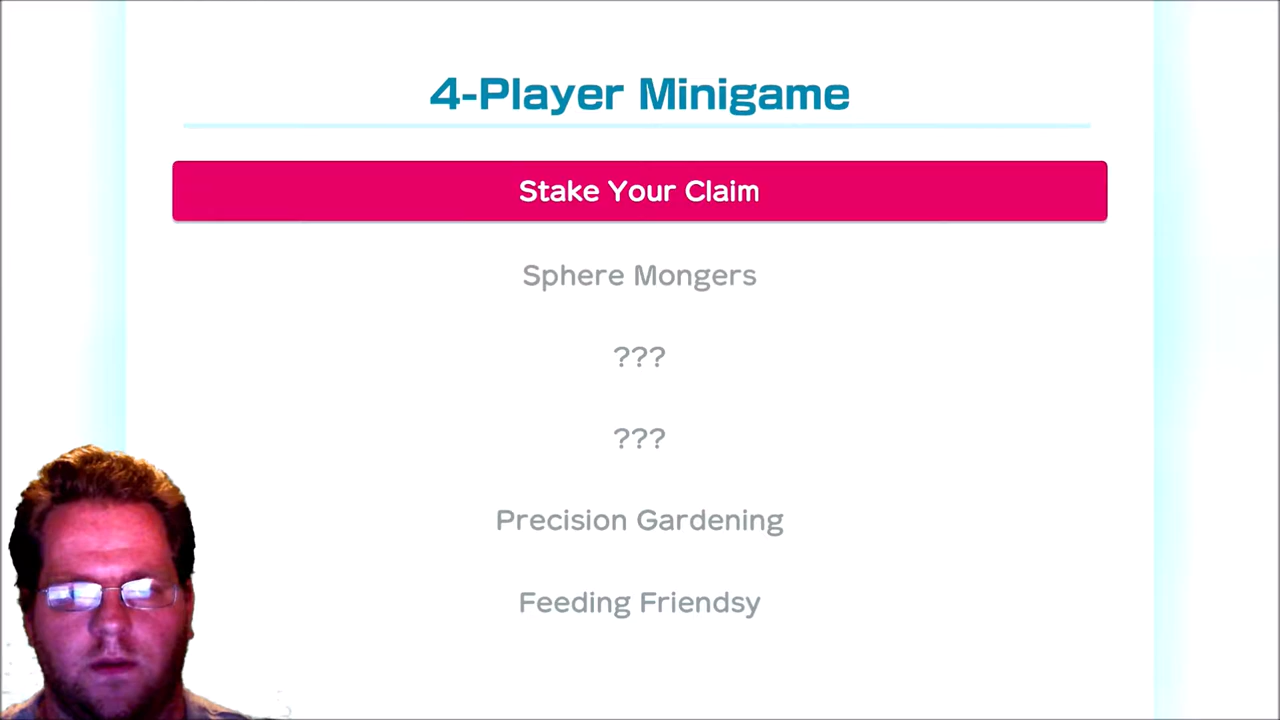 4-Player Minigame
Stake Your Claim
Sphere Mongers
???
???
Precision Gardening
Feeding Friendsy